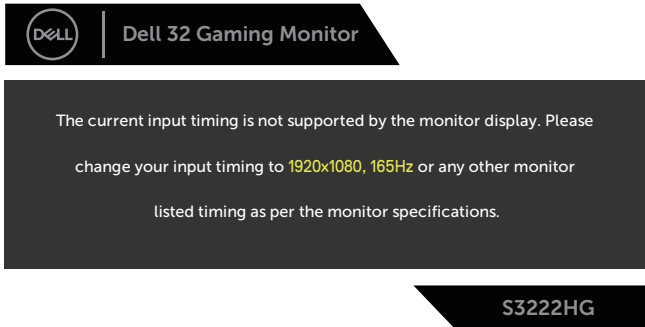 DELL
Dell 32 Gaming Monitor
The current input timing is not supported by the monitor display. Please
change your input timing to 1920x1080, 165Hz or any other monitor
listed timing as per the monitor specifications.
S3222HG